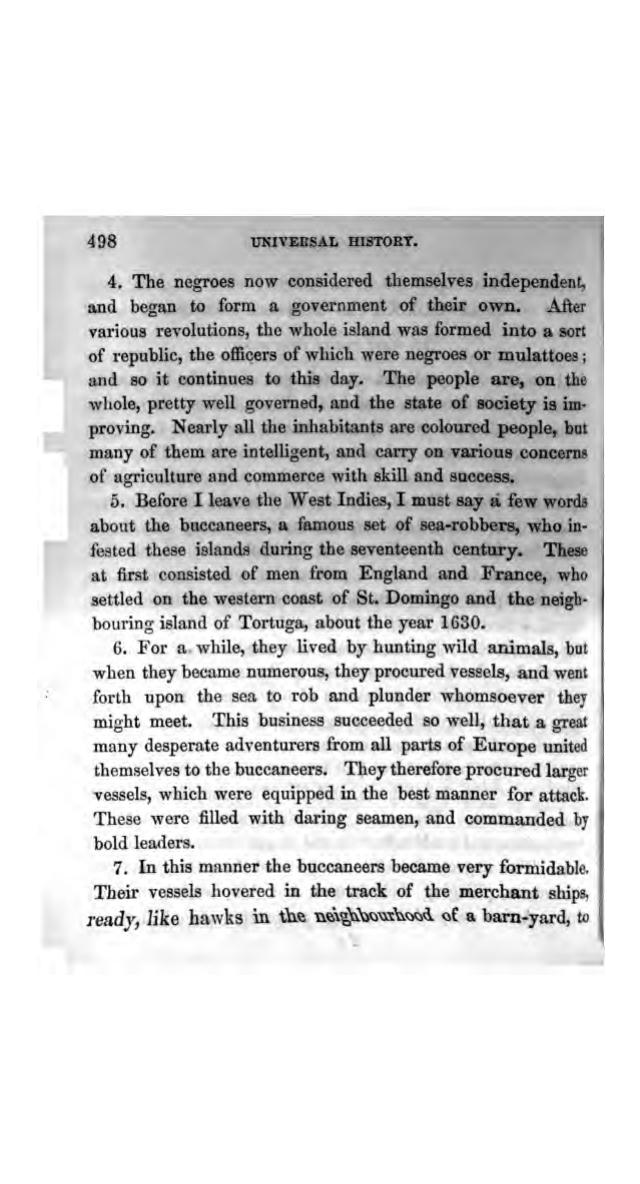 498 UNIVERSAL HISTORY.
4. The negroes now considered themselves independent,
and began to form a government of their own. After
various revolutions, the whole island was formed into a sort
of republic, the officers of which were negroes or mulattoes;
and so it continues to this day. The people are, on the
whole, pretty well governed, and the state of society is im-
proving. Nearly all the inhabitants are coloured people, but
many of them are intelligent, and carry on various concerns
of agriculture and commerce with skill and success.
5. Before I leave the West Indies, I must say a few words
about the buccaneers, a famous set of sea-robbers, who in-
fested these islands during the seventeenth century. These
at first consisted of men from England and France, who
settled on the western coast of St. Domingo and the neigh-
bouring island of Tortuga, about the year 1630.
6. For a while, they lived by hunting wild animals, but
when they became numerous, they procured vessels, and went
forth upon the sea to rob and plunder whomsoever they
might meet. This business succeeded so well, that a great
many desperate adventurers from all parts of Europe united
themselves to the buccaneers. They therefore procured larger
vessels, which were equipped in the best manner for attack.
These were filled with daring seamen, and commanded by
bold leaders.
7. In this manner the buccaneers became very formidable.
Their vessels hovered in the track of the merchant ships,
ready, like hawks in the neighbourhood of a barn-yard, to